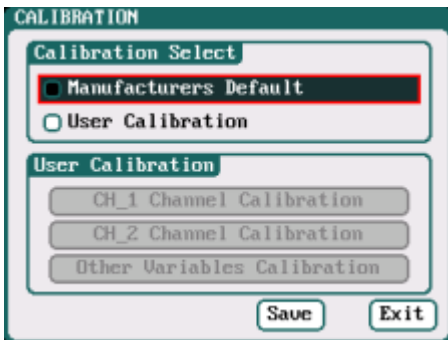 CALIBRATION
Calibration Select
Manufacturers Default
User Calibration
User Calibration
CH_1 Channel Calibration
CH_2 Channel Calibration
Other Variables Calibration
Save Exit